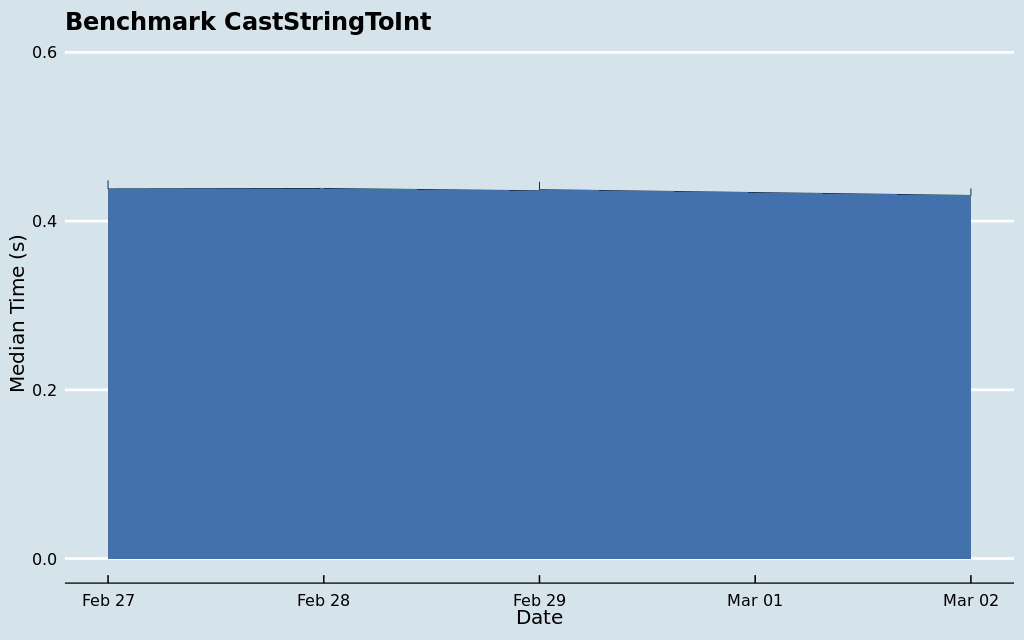 Benchmark CastStringToInt
0.6
0.4
0.2
0.0
Median Time (s)
Feb 27
Feb 28
Feb 29
Mar 01
Mar 02
Date